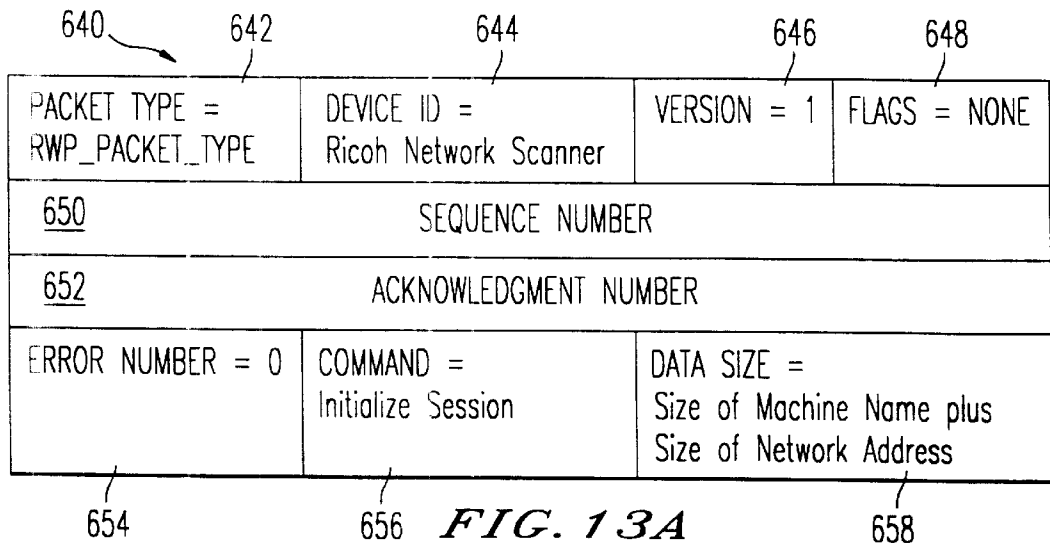 640 642 644 646 648
PACKET TYPE = DEVICE ID = VERSION = 1 FLAGS = NONE
RWP_PACKET_TYPE Ricoh Network Scanner
650 SEQUENCE NUMBER
652 ACKNOWLEDGMENT NUMBER
ERROR NUMBER = 0 COMMAND = DATA SIZE =
Initialize Session Size of Machine Name plus
Size of Network Address
654 656 FIG. 13A 658